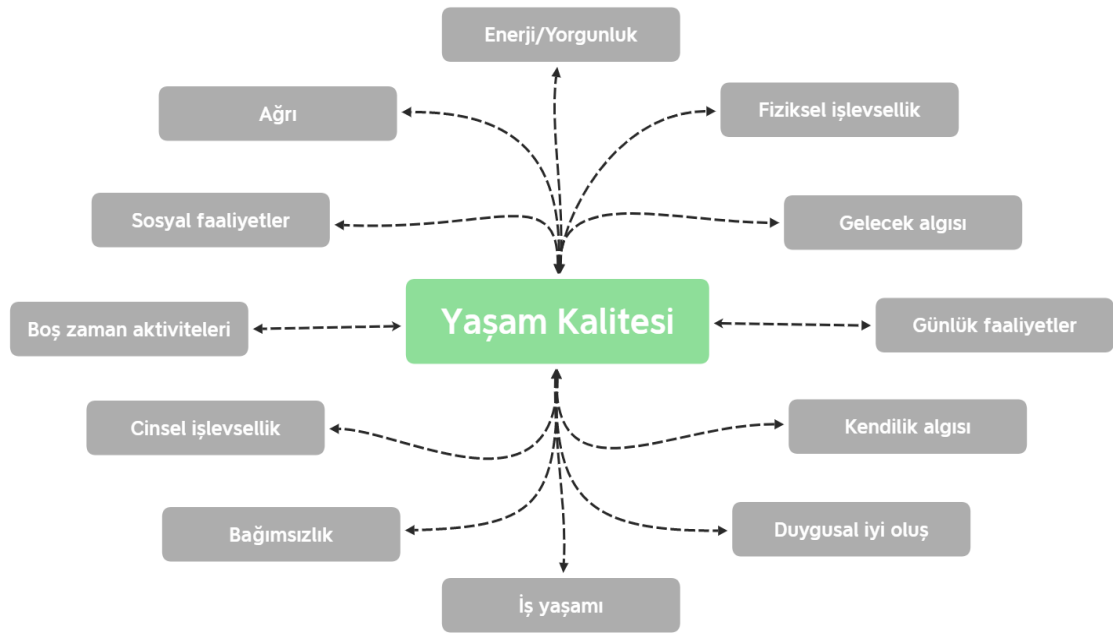 Enerji/Yorgunluk
Ağrı
Fiziksel işlevsellik
Sosyal faaliyetler
Gelecek algısı
Yaşam Kalitesi
Boş zaman aktiviteleri
Günlük faaliyetler
Cinsel işlevsellik
Kendilik algısı
Bağımsızlık
Duygusal iyi oluş
İş yaşamı